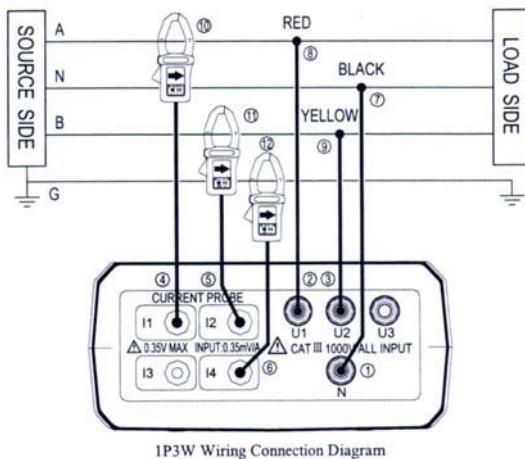 SOURCE SIDE
LOAD SIDE
A
N
B
G
RED
BLACK
YELLOW
⑩
⑧
⑦
⑪
⑨
⑫
④
⑤
②
③
CURRENT PROBE
I1
I2
U1
U2
U3
⚠ 0.35V MAX INPUT:0.35mV/A
⚠ CAT III 1000V ALL INPUT
I3
I4
⑥
①
N
1P3W Wiring Connection Diagram